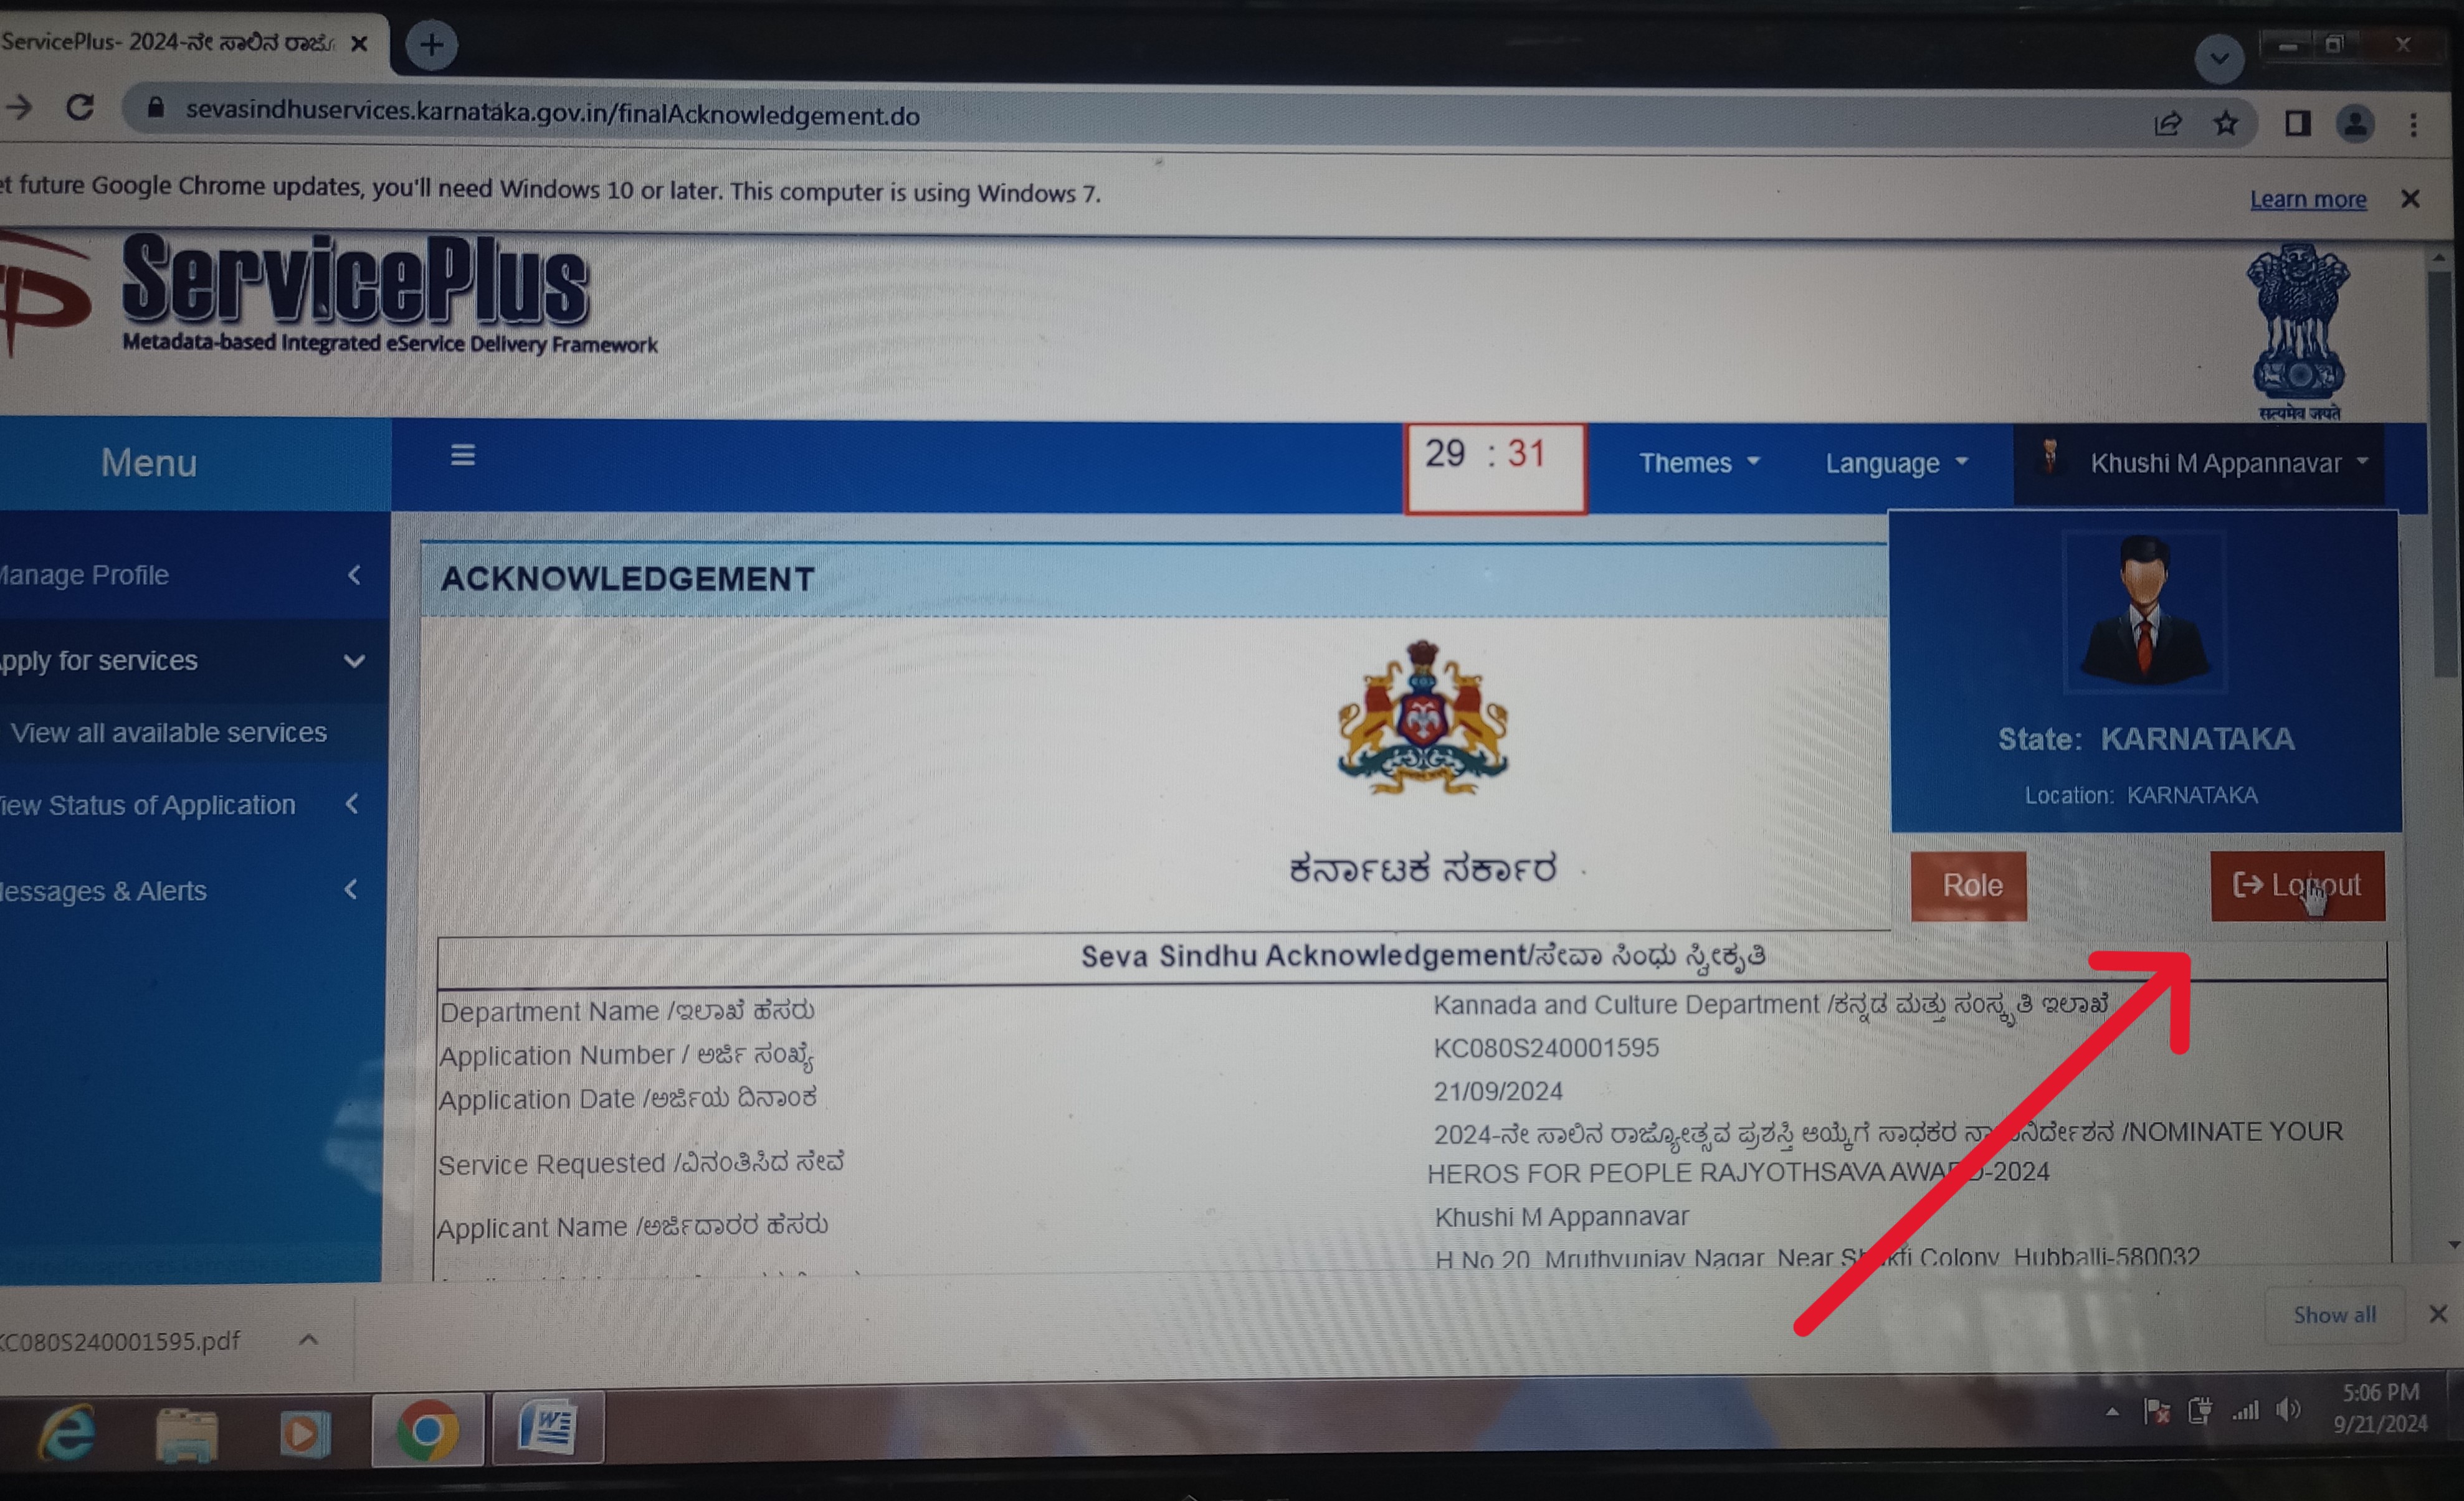 ServicePlus- 2024-ನೇ ಸಾಲಿನ
sevasindhuservices.karnataka.gov.in/finalAcknowledgement.do
future Google Chrome updates, you'll need Windows 10 or later. This computer is using Windows 7.
Learn more
ServicePlus
Metadata-based Integrated eService Delivery Framework
सत्यमेव जयते
Menu
29 : 31
Themes
Language
Khushi M Appannavar
Manage Profile
Apply for services
View all available services
View Status of Application
Messages & Alerts
ACKNOWLEDGEMENT
State: KARNATAKA
Location: KARNATAKA
Role
Logout
ಕರ್ನಾಟಕ ಸರ್ಕಾರ
Seva Sindhu Acknowledgement/ಸೇವಾ ಸಿಂಧು ಸ್ವೀಕೃತಿ
Department Name /ಇಲಾಖೆ ಹೆಸರು
Kannada and Culture Department /ಕನ್ನಡ ಮತ್ತು ಸಂಸ್ಕೃತಿ ಇಲಾಖೆ
Application Number / ಅರ್ಜಿ ಸಂಖ್ಯೆ
KC080S240001595
Application Date /ಅರ್ಜಿಯ ದಿನಾಂಕ
21/09/2024
Service Requested /ವಿನಂತಿಸಿದ ಸೇವೆ
2024-ನೇ ಸಾಲಿನ ರಾಜ್ಯೋತ್ಸವ ಪ್ರಶಸ್ತಿ ಆಯ್ಕೆಗೆ ಸಾಧಕರ ನಾಮನಿರ್ದೇಶನ /NOMINATE YOUR
HEROS FOR PEOPLE RAJYOTHSAVA AWARD-2024
Applicant Name /ಅರ್ಜಿದಾರರ ಹೆಸರು
Khushi M Appannavar
H No 20 Mruthyunjay Nagar Near Shakti Colony Hubballi-580032
KC080S240001595.pdf
Show all
5:06 PM
9/21/2024